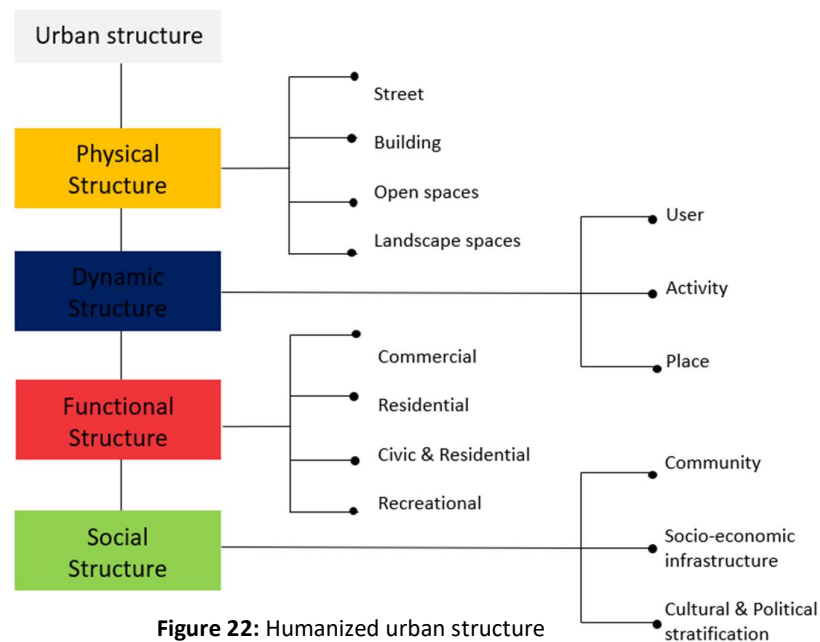 Urban structure
Physical
Structure
Street
Building
Open spaces
Landscape spaces
Dynamic
Structure
User
Activity
Place
Functional
Structure
Commercial
Residential
Civic & Residential
Recreational
Social
Structure
Community
Socio-economic
infrastructure
Cultural & Political
stratification
Figure 22: Humanized urban structure